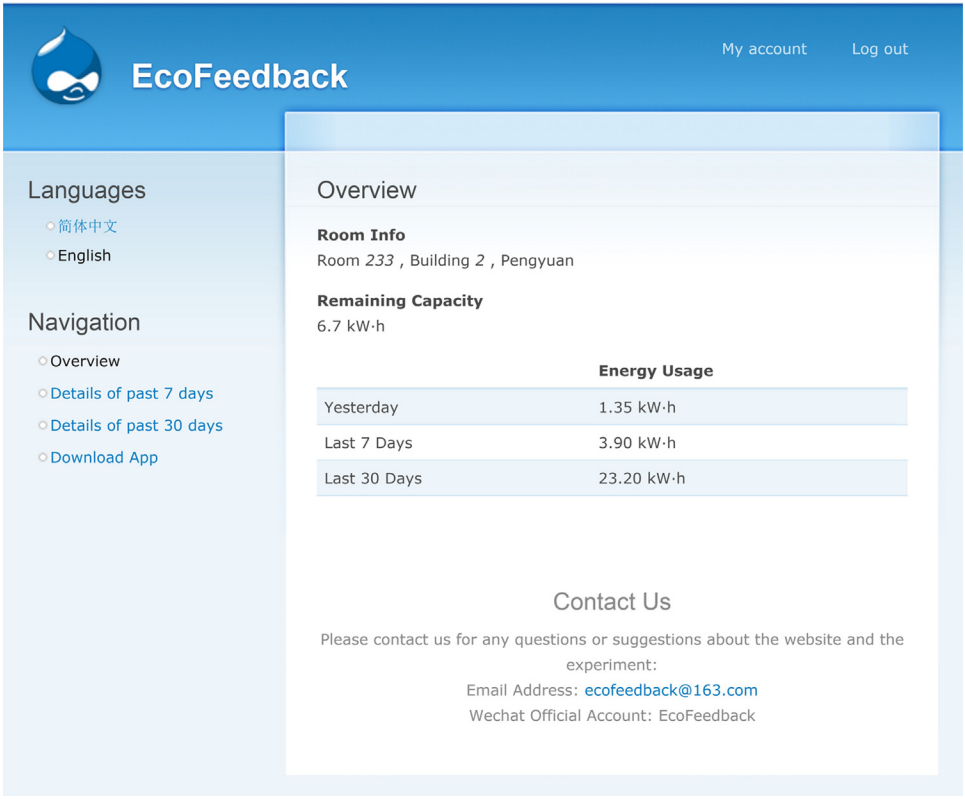 My account Log out
EcoFeedback
Languages
简体中文
English
Navigation
Overview
Details of past 7 days
Details of past 30 days
Download App
Overview
Room Info
Room 233 , Building 2 , Pengyuan
Remaining Capacity
6.7 kW·h
Energy Usage
Yesterday 1.35 kW·h
Last 7 Days 3.90 kW·h
Last 30 Days 23.20 kW·h
Contact Us
Please contact us for any questions or suggestions about the website and the
experiment:
Email Address: ecofeedback@163.com
Wechat Official Account: EcoFeedback